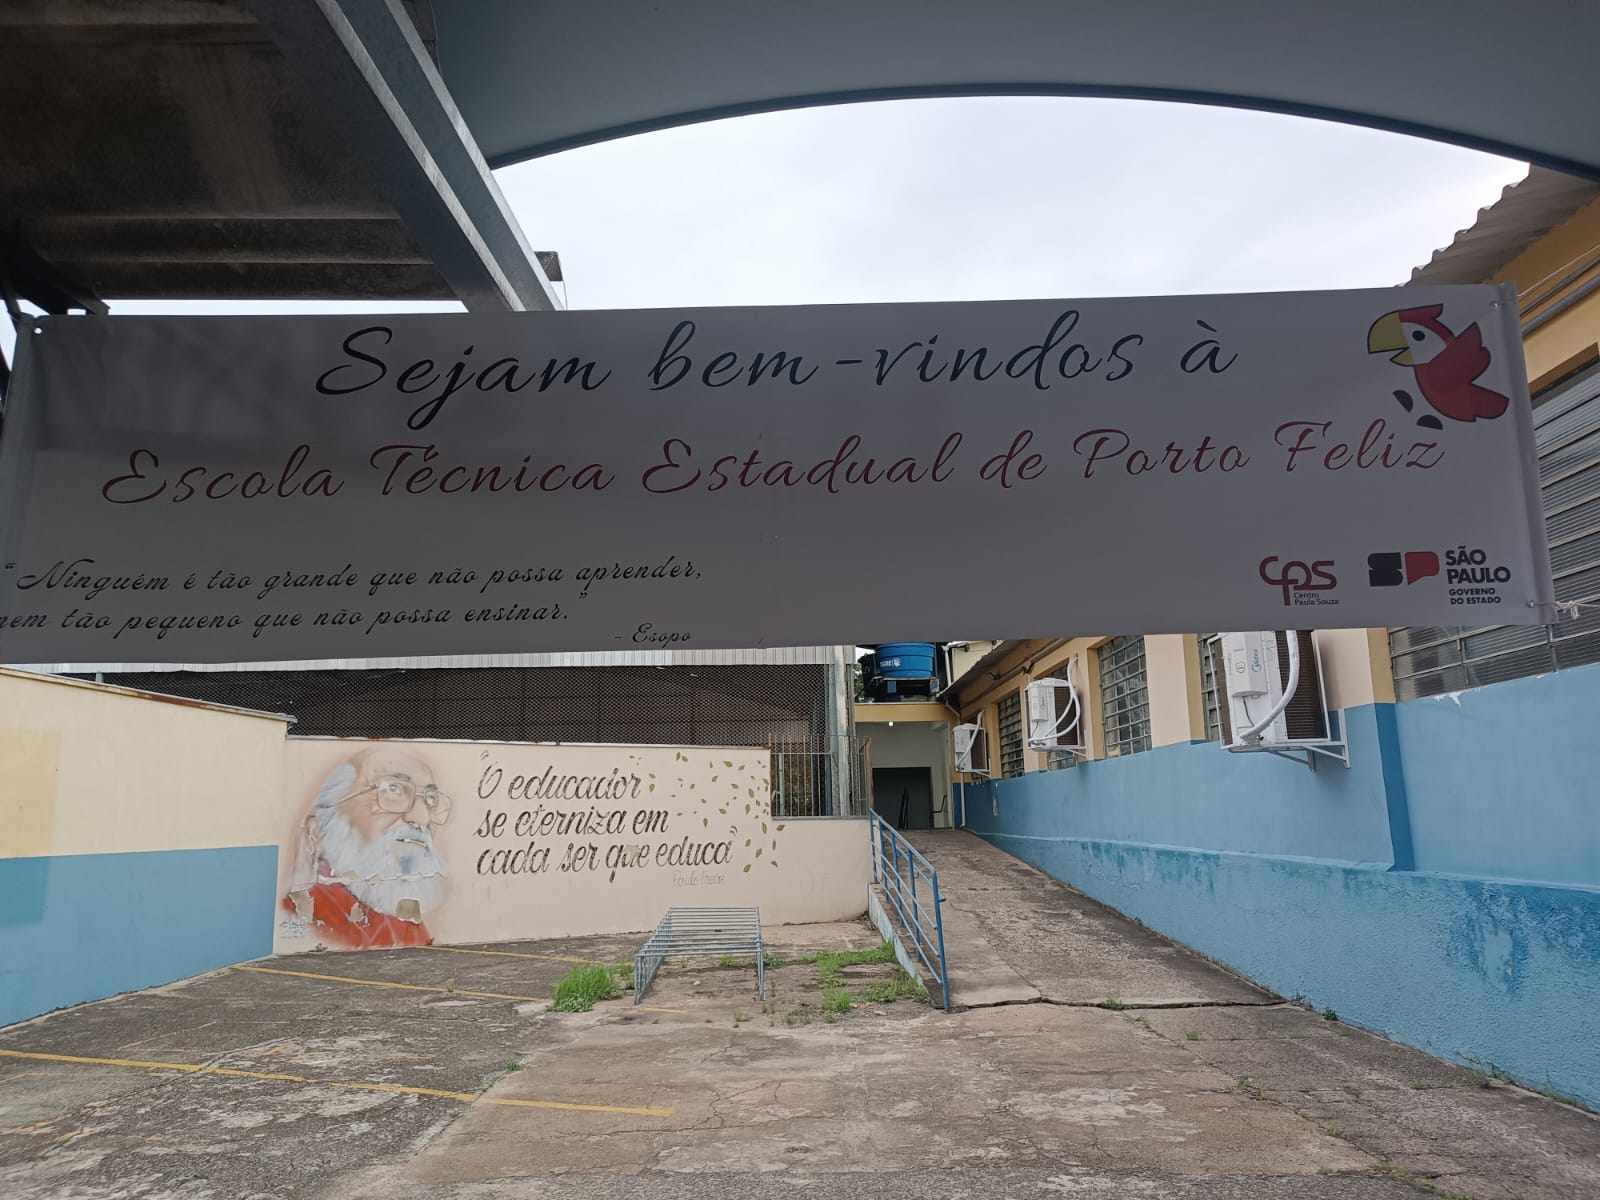 Sejam bem-vindos à
Escola Técnica Estadual de Porto Feliz
"Ninguém é tão grande que não possa aprender,
nem tão pequeno que não possa ensinar."
- Esopo
cps
Centro
Paula Souza
SP
SÃO
PAULO
GOVERNO
DO ESTADO
"O educador
se eterniza em
cada ser que educa"
Paulo Freire
Midea